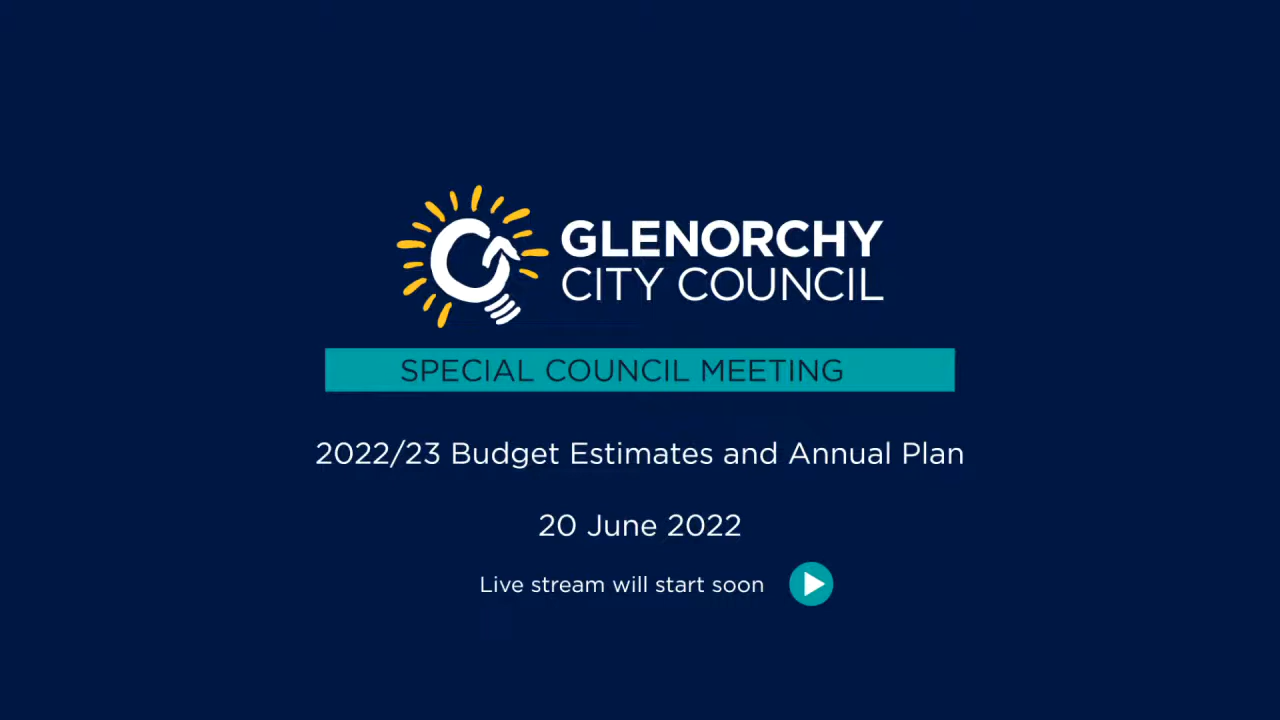 GLENORCHY
CITY COUNCIL
SPECIAL COUNCIL MEETING
2022/23 Budget Estimates and Annual Plan
20 June 2022
Live stream will start soon